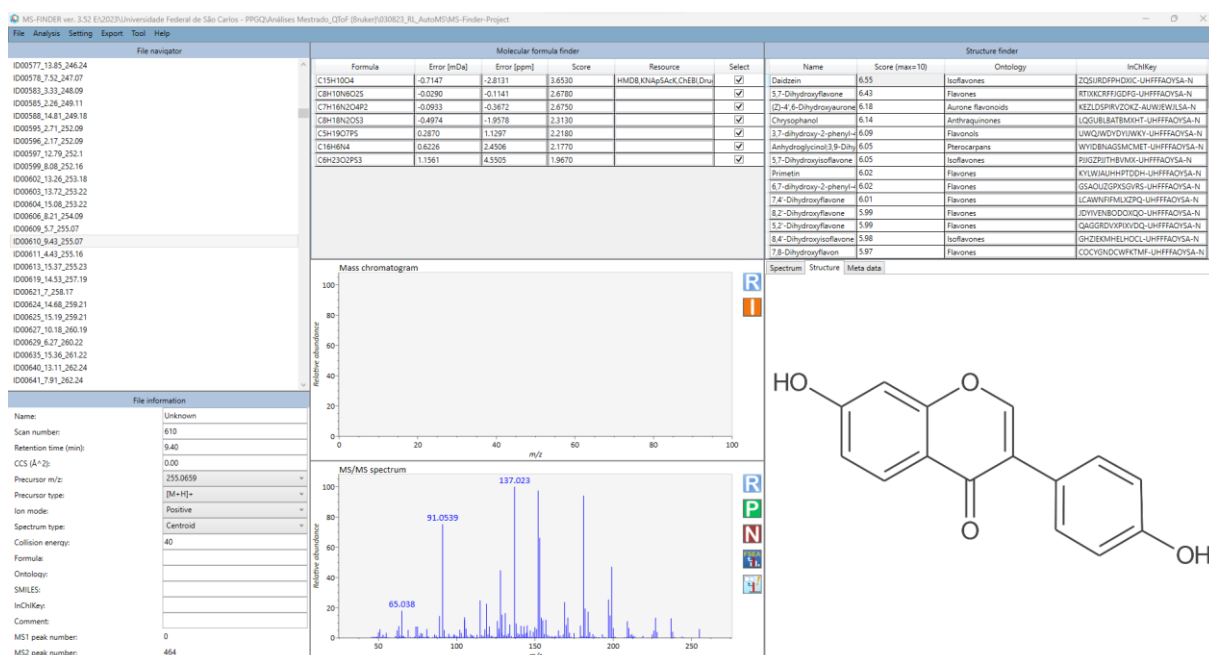 MS-FINDER ver. 3.52 E:\2023\Universidade Federal de São Carlos - PPGQ\Análises Mestrado_QToF (Bruker)\030823_RL_AutoMS\MS-Finder-Project
File Analysis Setting Export Tool Help
File navigator
ID00577_13.85_246.24
ID00578_7.52_247.07
ID00583_3.33_248.09
ID00585_2.26_249.11
ID00588_14.81_249.18
ID00595_2.71_252.09
ID00596_2.17_252.09
ID00597_12.79_252.1
ID00599_8.08_252.16
ID00602_13.26_253.18
ID00603_13.72_253.22
ID00604_15.08_253.22
ID00606_8.21_254.09
ID00609_5.7_255.07
ID00610_9.43_255.07
ID00611_4.43_255.16
ID00613_15.37_255.23
ID00619_14.53_257.19
ID00621_7_258.17
ID00624_14.68_259.21
ID00625_15.19_259.21
ID00627_10.18_260.19
ID00629_6.27_260.22
ID00635_15.36_261.22
ID00640_13.11_262.24
ID00641_7.91_262.24
File information
Name: Unknown
Scan number: 610
Retention time (min): 9.40
CCS (Å^2): 0.00
Precursor m/z: 255.0659
Precursor type: [M+H]+
Ion mode: Positive
Spectrum type: Centroid
Collision energy: 40
Formula:
Ontology:
SMILES:
InChIKey:
Comment:
MS1 peak number: 0
MS2 peak number: 464
Molecular formula finder
Formula Error [mDa] Error [ppm] Score Resource Select
C15H10O4 -0.7147 -2.8131 3.6530 HMDB,KNApSAcK,ChEBI,Dru
C8H10N6O2S -0.0290 -0.1141 2.6780
C7H16N2O4P2 -0.0933 -0.3672 2.6750
C8H18N2OS3 -0.4974 -1.9578 2.3130
C5H19O7PS 0.2870 1.1297 2.2180
C16H6N4 0.6226 2.4506 2.1770
C6H23O2PS3 1.1561 4.5505 1.9670
Mass chromatogram
Relative abundance
100
80
60
40
20
0
0 20 40 60 80 100
m/z
R
I
MS/MS spectrum
Relative abundance
100
80
60
40
20
0
137.023
91.0539
65.038
50 100 150 200 250
m/z
R
P
N
Structure finder
Name Score (max=10) Ontology InChIKey
Daidzein 6.55 Isoflavones ZQSIJRDFPHDXIC-UHFFFAOYSA-N
5,7-Dihydroxyflavone 6.43 Flavones RTIXKCRFFJGDFG-UHFFFAOYSA-N
(Z)-4',6-Dihydroxyaurone 6.18 Aurone flavonoids KEZLDSPIRVZOKZ-AUWJEWJLSA-N
Chrysophanol 6.14 Anthraquinones LQGUBLBATBMXHT-UHFFFAOYSA-N
3,7-dihydroxy-2-phenyl-4 6.09 Flavonols UWQJWDYDYIJWKY-UHFFFAOYSA-N
Anhydroglycinol;3,9-Dihy 6.05 Pterocarpans WYIDBNAGSMCMET-UHFFFAOYSA-N
5,7-Dihydroxyisoflavone 6.05 Isoflavones PJJGZPJJTHBVMX-UHFFFAOYSA-N
Primetin 6.02 Flavones KYLWJAUHHPTDDH-UHFFFAOYSA-N
6,7-dihydroxy-2-phenyl-4 6.02 Flavones GSAOUZGPXSGVRS-UHFFFAOYSA-N
7,4'-Dihydroxyflavone 6.01 Flavones LCAWNFIFMLXZPQ-UHFFFAOYSA-N
8,2'-Dihydroxyflavone 5.99 Flavones JDYIVENBODOXQO-UHFFFAOYSA-N
5,2'-Dihydroxyflavone 5.99 Flavones QAGGRDVXPIXVDQ-UHFFFAOYSA-N
8,4'-Dihydroxyisoflavone 5.98 Isoflavones GHZIEKMHELHOCL-UHFFFAOYSA-N
7,8-Dihydroxyflavon 5.97 Flavones COCYGNDCWFKTMF-UHFFFAOYSA-N
Spectrum Structure Meta data
HO
O
O
OH